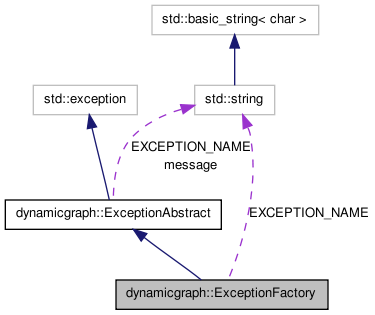 std::basic_string< char >
std::exception
std::string
EXCEPTION_NAME
message
dynamicgraph::ExceptionAbstract
EXCEPTION_NAME
dynamicgraph::ExceptionFactory